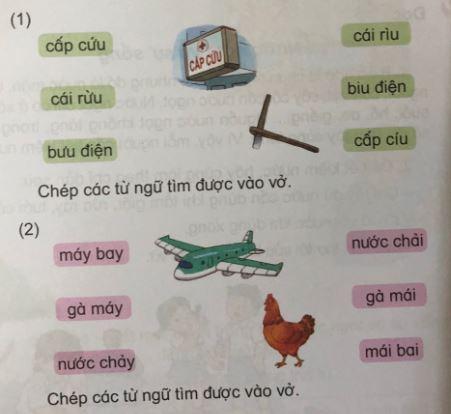 (1)
cấp cứu
cái rìu
CẤP CỨU
cái rừu
biu điện
bưu điện
cấp cíu
Chép các từ ngữ tìm được vào vở.
(2)
máy bay
nước chải
gà máy
gà mái
nước chảy
mái bai
Chép các từ ngữ tìm được vào vở.